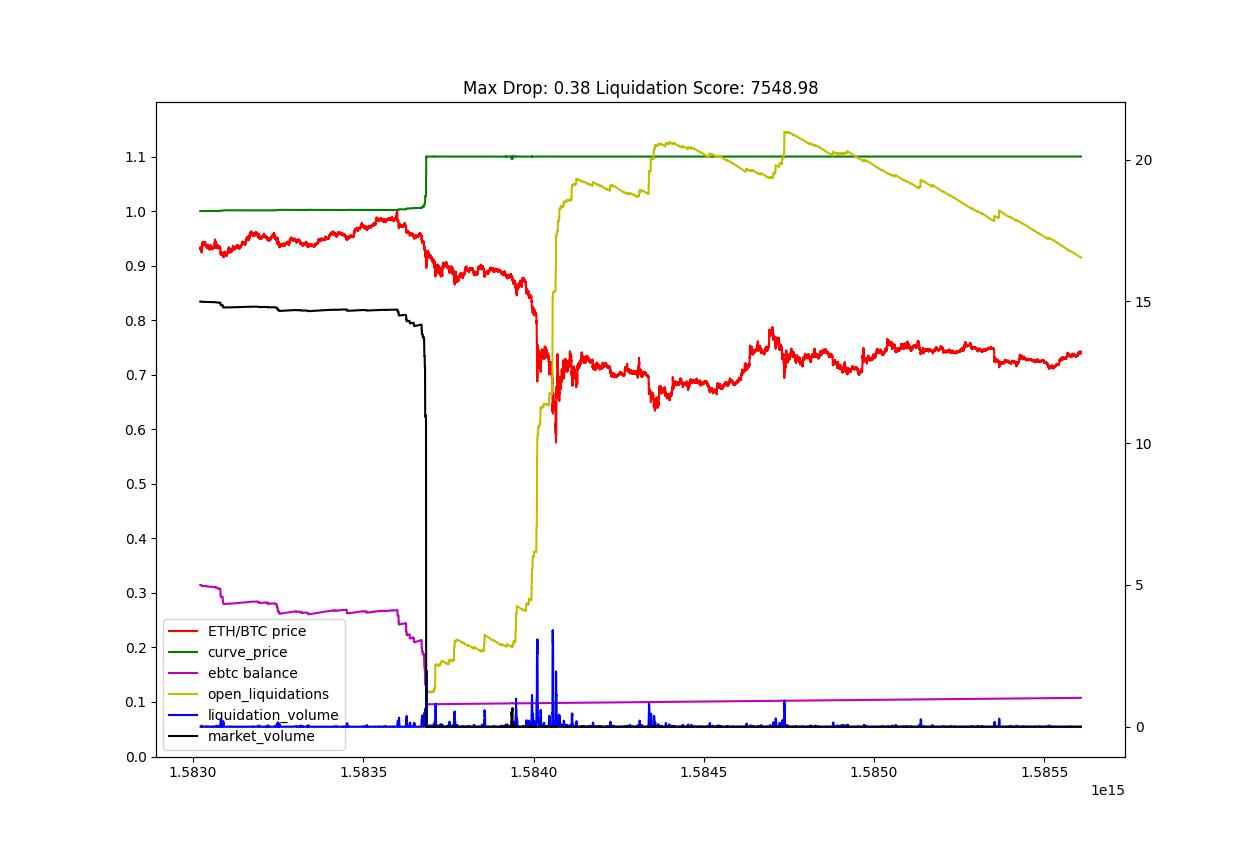 Max Drop: 0.38 Liquidation Score: 7548.98
1.1
1.0
0.9
0.8
0.7
0.6
0.5
0.4
0.3
0.2
0.1
0.0
20
15
10
5
0
ETH/BTC price
curve_price
ebtc balance
open_liquidations
liquidation_volume
market_volume
1.5830 1.5835 1.5840 1.5845 1.5850 1.5855
1e15